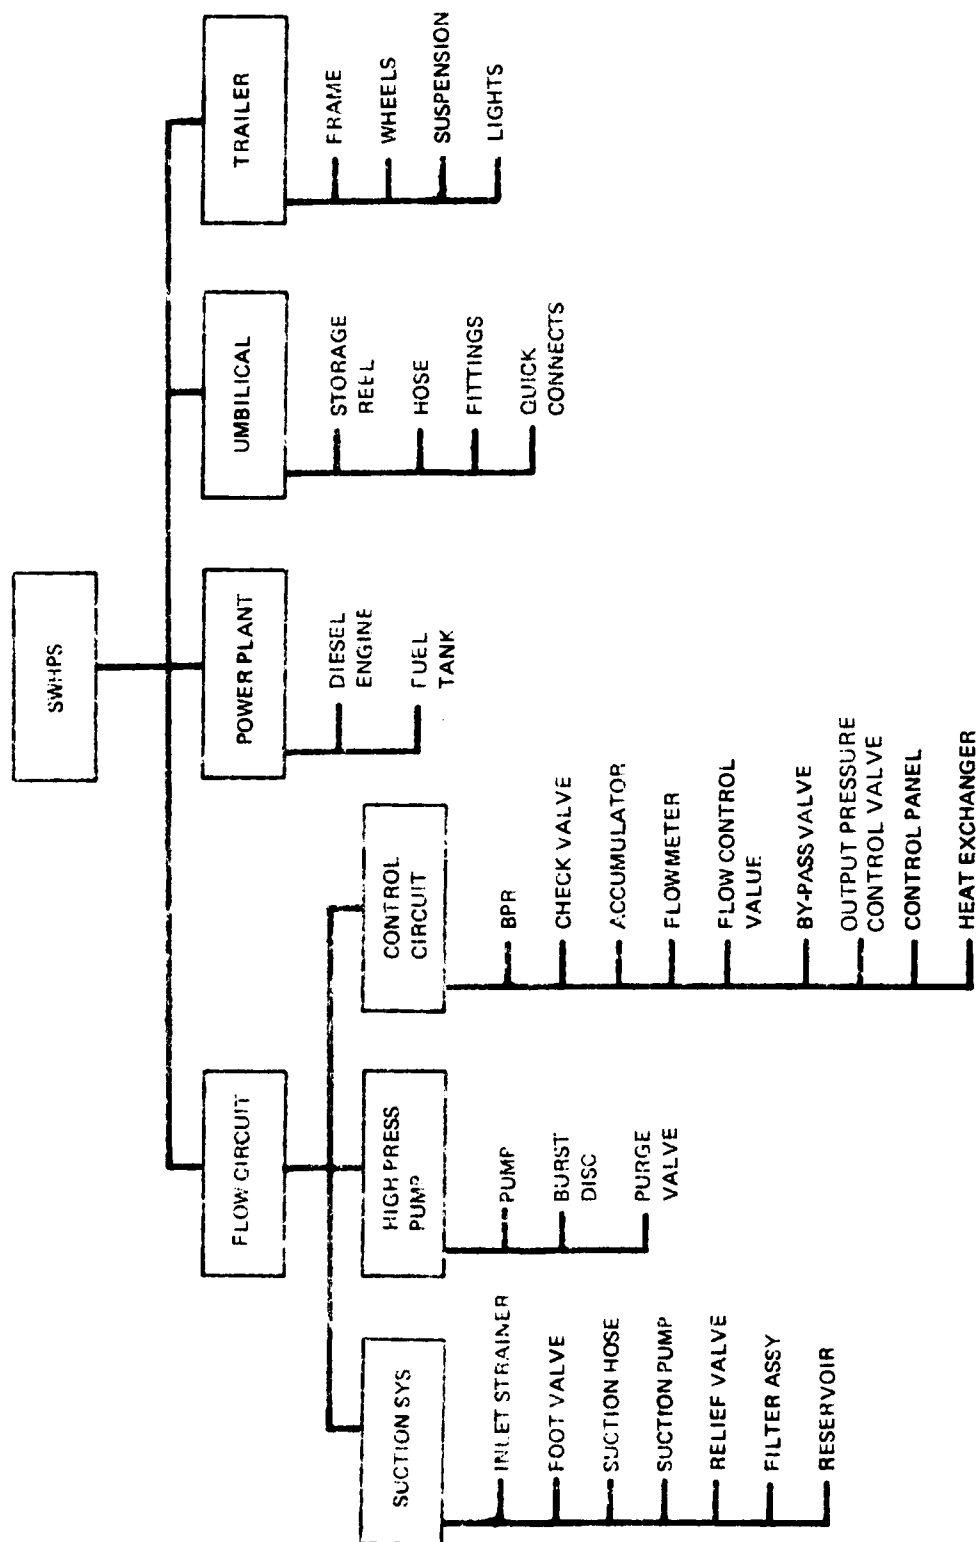 SWHPS
FLOW CIRCUIT
POWER PLANT
UMBILICAL
TRAILER
SUCTION SYS
HIGH PRESS
PUMP
CONTROL
CIRCUIT
INLET STRAINER
FOOT VALVE
SUCTION HOSE
SUCTION PUMP
RELIEF VALVE
FILTER ASSY
RESERVOIR
PUMP
BURST
DISC
PURGE
VALVE
BPR
CHECK VALVE
ACCUMULATOR
FLOWMETER
FLOW CONTROL
VALUE
BY-PASS VALVE
OUTPUT PRESSURE
CONTROL VALVE
CONTROL PANEL
HEAT EXCHANGER
DIESEL
ENGINE
FUEL
TANK
STORAGE
REEL
HOSE
FITTINGS
QUICK
CONNECTS
FRAME
WHEELS
SUSPENSION
LIGHTS